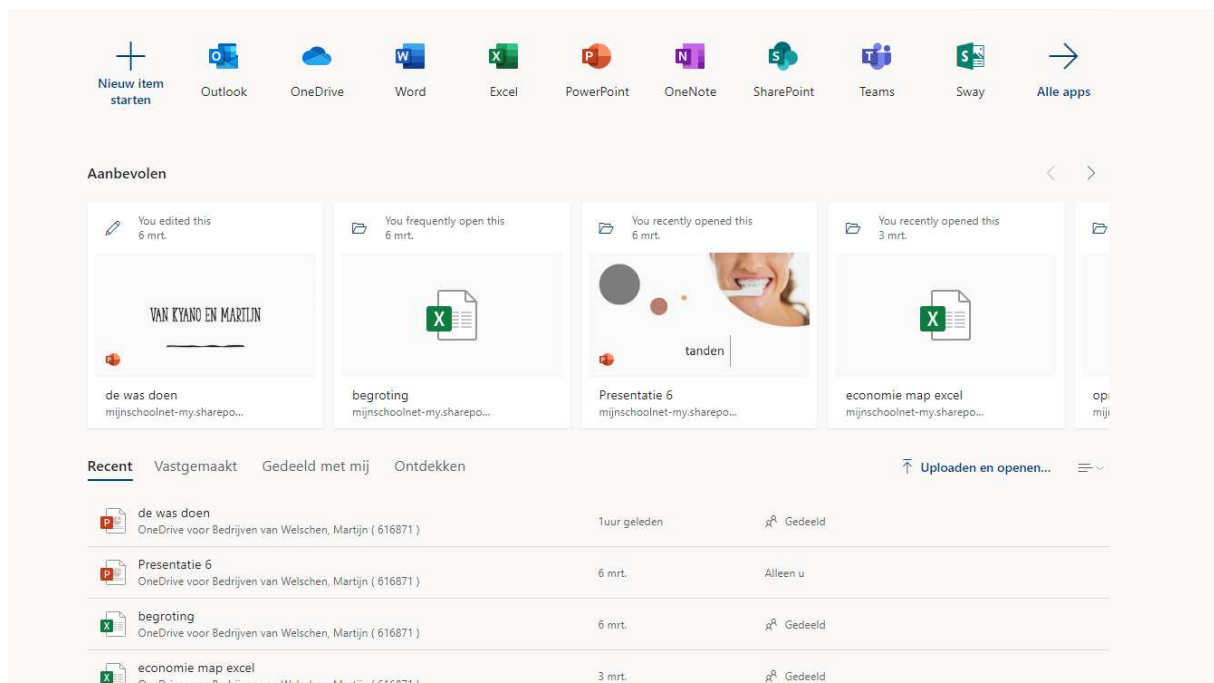 Nieuw item
starten
Outlook
OneDrive
Word
Excel
PowerPoint
OneNote
SharePoint
Teams
Sway
Alle apps
Aanbevolen
You edited this
6 mrt.
VAN KYANO EN MARTIJN
de was doen
mijnschoolnet-my.sharepo...
You frequently open this
6 mrt.
begroting
mijnschoolnet-my.sharepo...
You recently opened this
6 mrt.
tanden
Presentatie 6
mijnschoolnet-my.sharepo...
You recently opened this
3 mrt.
economie map excel
mijnschoolnet-my.sharepo...
Recent Vastgemaakt Gedeeld met mij Ontdekken Uploaden en openen...
de was doen
OneDrive voor Bedrijven van Welschen, Martijn ( 616871 )
1uur geleden
Gedeeld
Presentatie 6
OneDrive voor Bedrijven van Welschen, Martijn ( 616871 )
6 mrt.
Alleen u
begroting
OneDrive voor Bedrijven van Welschen, Martijn ( 616871 )
6 mrt.
Gedeeld
economie map excel
3 mrt.
Gedeeld